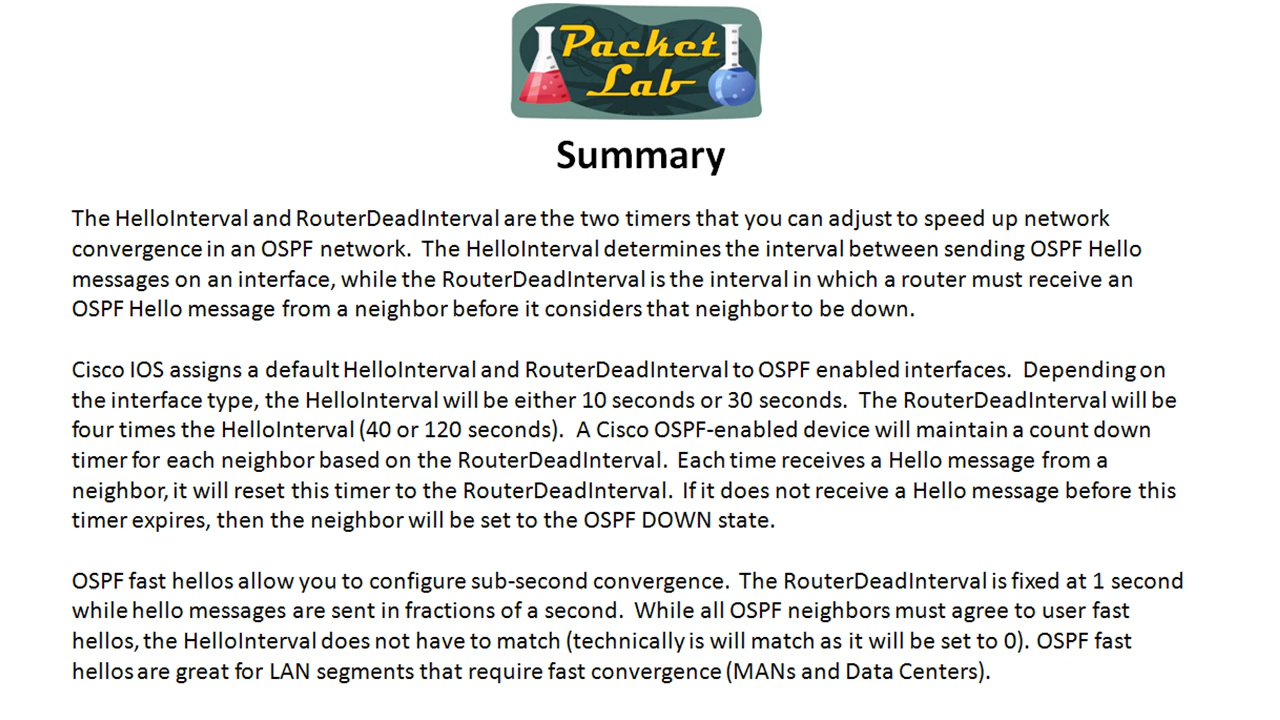 Packet
Lab
Summary
The HelloInterval and RouterDeadInterval are the two timers that you can adjust to speed up network
convergence in an OSPF network. The HelloInterval determines the interval between sending OSPF Hello
messages on an interface, while the RouterDeadInterval is the interval in which a router must receive an
OSPF Hello message from a neighbor before it considers that neighbor to be down.
Cisco IOS assigns a default HelloInterval and RouterDeadInterval to OSPF enabled interfaces. Depending on
the interface type, the HelloInterval will be either 10 seconds or 30 seconds. The RouterDeadInterval will be
four times the HelloInterval (40 or 120 seconds). A Cisco OSPF-enabled device will maintain a count down
timer for each neighbor based on the RouterDeadInterval. Each time receives a Hello message from a
neighbor, it will reset this timer to the RouterDeadInterval. If it does not receive a Hello message before this
timer expires, then the neighbor will be set to the OSPF DOWN state.
OSPF fast hellos allow you to configure sub-second convergence. The RouterDeadInterval is fixed at 1 second
while hello messages are sent in fractions of a second. While all OSPF neighbors must agree to user fast
hellos, the HelloInterval does not have to match (technically is will match as it will be set to 0). OSPF fast
hellos are great for LAN segments that require fast convergence (MANs and Data Centers).